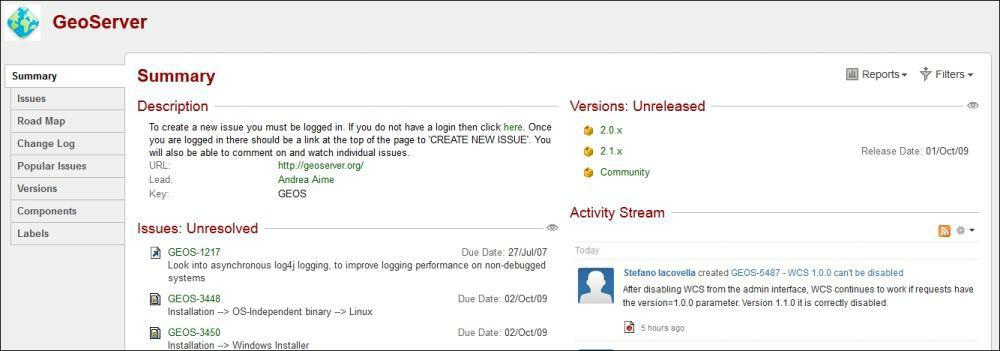 GeoServer
Summary
Issues
Road Map
Change Log
Popular Issues
Versions
Components
Labels
Summary
Reports
Filters
Description
To create a new issue you must be logged in. If you do not have a login then click here. Once
you are logged in there should be a link at the top of the page to 'CREATE NEW ISSUE'. You
will also be able to comment on and watch individual issues.
URL: http://geoserver.org/
Lead: Andrea Aime
Key: GEOS
Issues: Unresolved
GEOS-1217 Due Date: 27/Jul/07
Look into asynchronous log4j logging, to improve logging performance on non-debugged
systems
GEOS-3448 Due Date: 02/Oct/09
Installation --> OS-Independent binary --> Linux
GEOS-3450 Due Date: 02/Oct/09
Installation --> Windows Installer
Versions: Unreleased
2.0.x
2.1.x Release Date: 01/Oct/09
Community
Activity Stream
Today
Stefano Iacovella created GEOS-5487 - WCS 1.0.0 can't be disabled
After disabling WCS from the admin interface, WCS continues to work if requests have
the version=1.0.0 parameter. Version 1.1.0 it is correctly disabled.
5 hours ago